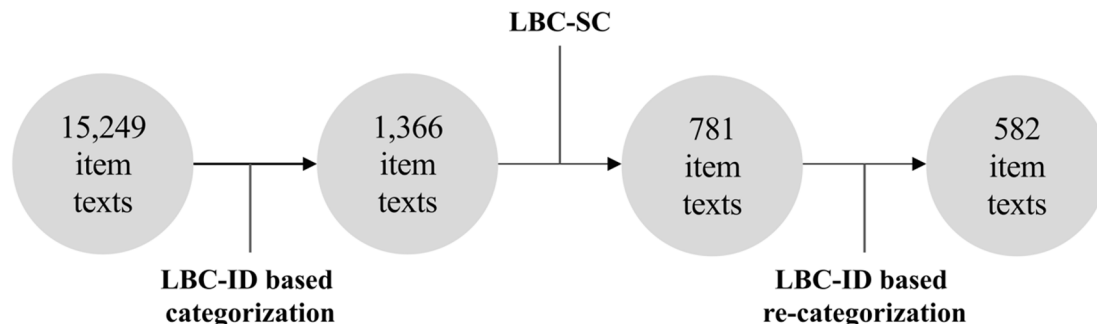 LBC-SC
15,249
item
texts
1,366
item
texts
781
item
texts
582
item
texts
LBC-ID based
categorization
LBC-ID based
re-categorization